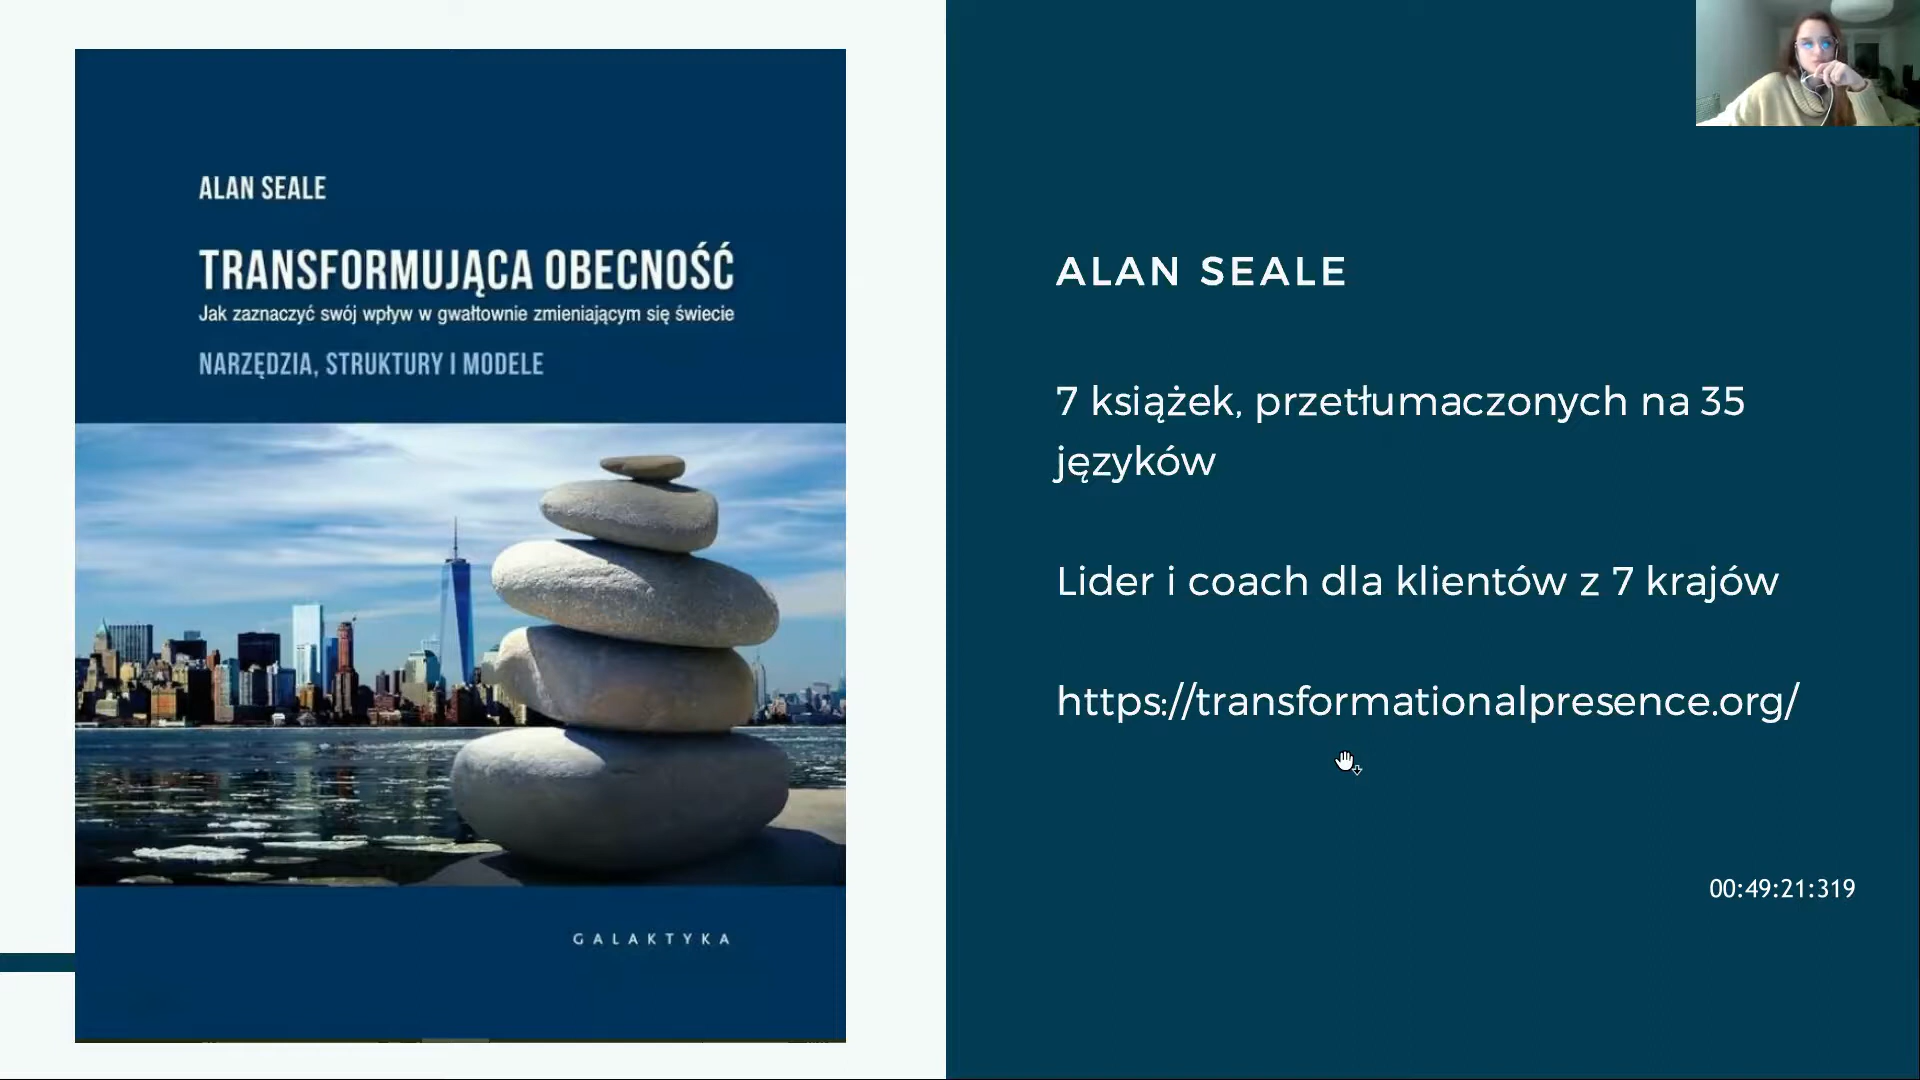 ALAN SEALE
TRANSFORMUJĄCA OBECNOŚĆ
Jak zaznaczyć swój wpływ w gwałtownie zmieniającym się świecie
NARZĘDZIA, STRUKTURY I MODELE
GALAKTYKA
ALAN SEALE
7 książek, przetłumaczonych na 35
języków
Lider i coach dla klientów z 7 krajów
https://transformationalpresence.org/
00:49:21:319